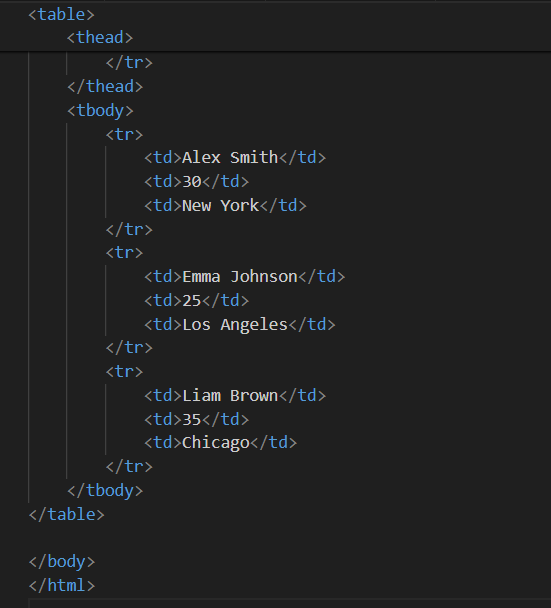 <table>
<thead>
</tr>
</thead>
<tbody>
<tr>
<td>Alex Smith</td>
<td>30</td>
<td>New York</td>
</tr>
<tr>
<td>Emma Johnson</td>
<td>25</td>
<td>Los Angeles</td>
</tr>
<tr>
<td>Liam Brown</td>
<td>35</td>
<td>Chicago</td>
</tr>
</tbody>
</table>
</body>
</html>